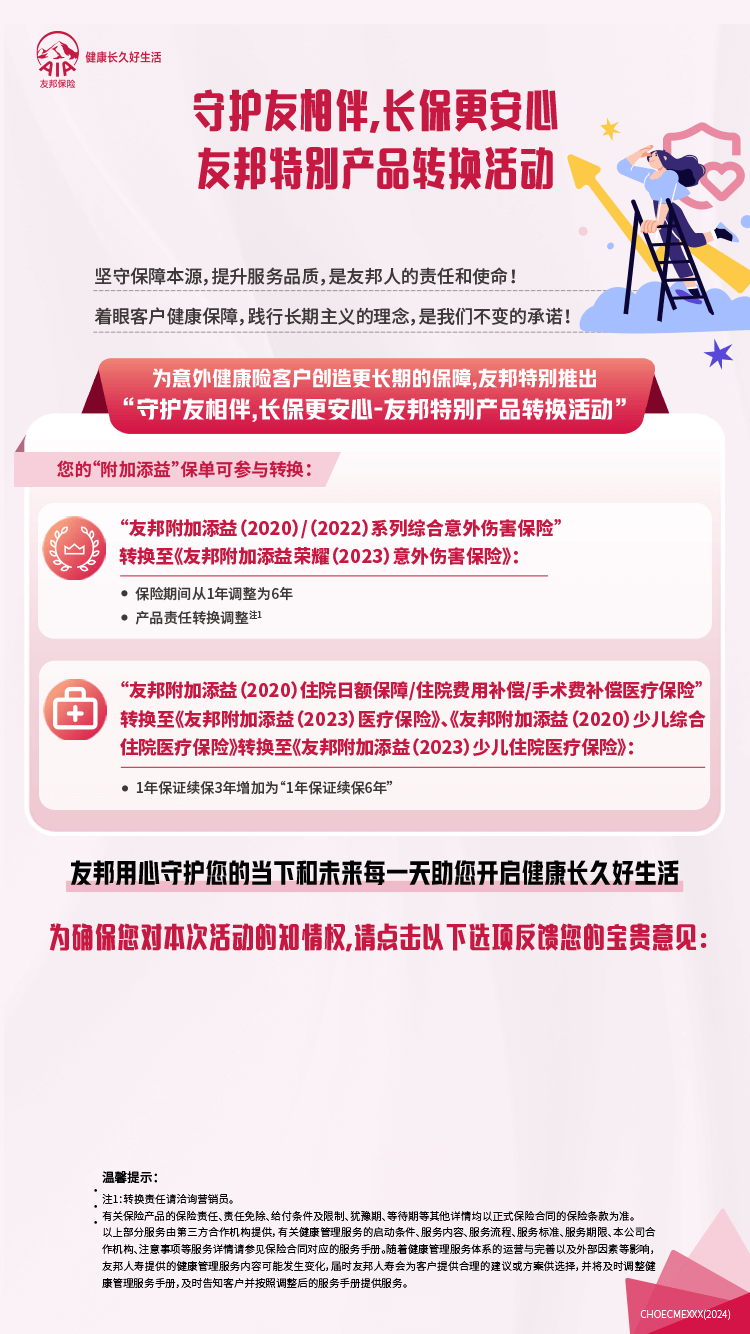 AIA
友邦保险
健康长久好生活
守护友相伴,长保更安心
友邦特别产品转换活动
坚守保障本源，提升服务品质，是友邦人的责任和使命！
着眼客户健康保障，践行长期主义的理念，是我们不变的承诺！
为意外健康险客户创造更长期的保障,友邦特别推出
“守护友相伴,长保更安心-友邦特别产品转换活动”
您的“附加添益”保单可参与转换：
“友邦附加添益（2020）/（2022）系列综合意外伤害保险”
转换至《友邦附加添益荣耀（2023）意外伤害保险》：
● 保险期间从1年调整为6年
● 产品责任转换调整注1
“友邦附加添益（2020）住院日额保障/住院费用补偿/手术费补偿医疗保险”
转换至《友邦附加添益（2023）医疗保险》、《友邦附加添益（2020）少儿综合
住院医疗保险》转换至《友邦附加添益（2023）少儿住院医疗保险》：
● 1年保证续保3年增加为“1年保证续保6年”
友邦用心守护您的当下和未来每一天助您开启健康长久好生活
为确保您对本次活动的知情权,请点击以下选项反馈您的宝贵意见：
温馨提示：
注1：转换责任请洽询营销员。
有关保险产品的保险责任、责任免除、给付条件及限制、犹豫期、等待期等其他详情均以正式保险合同的保险条款为准。
以上部分服务由第三方合作机构提供，有关健康管理服务的启动条件、服务内容、服务流程、服务标准、服务期限、本公司合
作机构、注意事项等服务详情请参见保险合同对应的服务手册。随着健康管理服务体系的运营与完善以及外部因素等影响，
友邦人寿提供的健康管理服务内容可能发生变化，届时友邦人寿会为客户提供合理的建议或方案供选择，并将及时调整健
康管理服务手册，及时告知客户并按照调整后的服务手册提供服务。
CHOECMEXXX(2024)